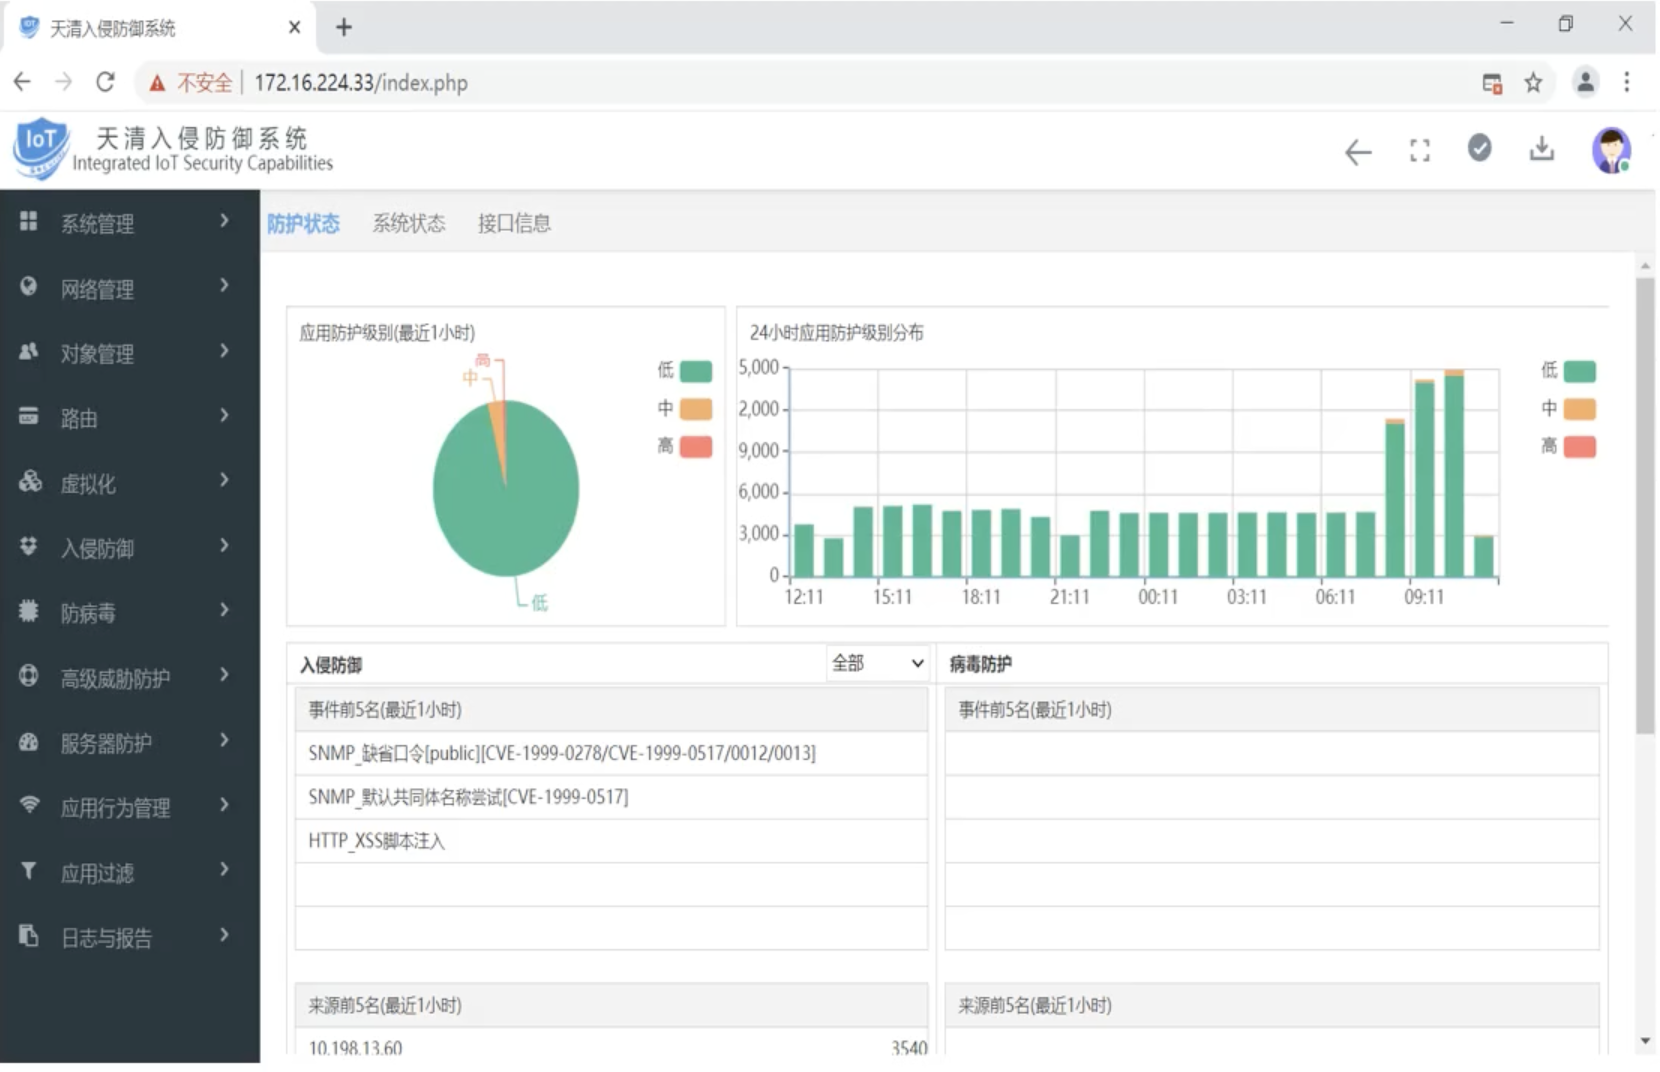 天清入侵防御系统
不安全 | 172.16.224.33/index.php
IoT
天清入侵防御系统
Integrated IoT Security Capabilities
系统管理
网络管理
对象管理
路由
虚拟化
入侵防御
防病毒
高级威胁防护
服务器防护
应用行为管理
应用过滤
日志与报告
防护状态 系统状态 接口信息
应用防护级别(最近1小时)
高
中
低
低
中
高
24小时应用防护级别分布
5,000
2,000
9,000
6,000
3,000
0
12:11 15:11 18:11 21:11 00:11 03:11 06:11 09:11
低
中
高
入侵防御 全部
事件前5名(最近1小时)
SNMP_缺省口令[public][CVE-1999-0278/CVE-1999-0517/0012/0013]
SNMP_默认共同体名称尝试[CVE-1999-0517]
HTTP_XSS脚本注入
来源前5名(最近1小时)
10.198.13.60 3540
病毒防护
事件前5名(最近1小时)
来源前5名(最近1小时)